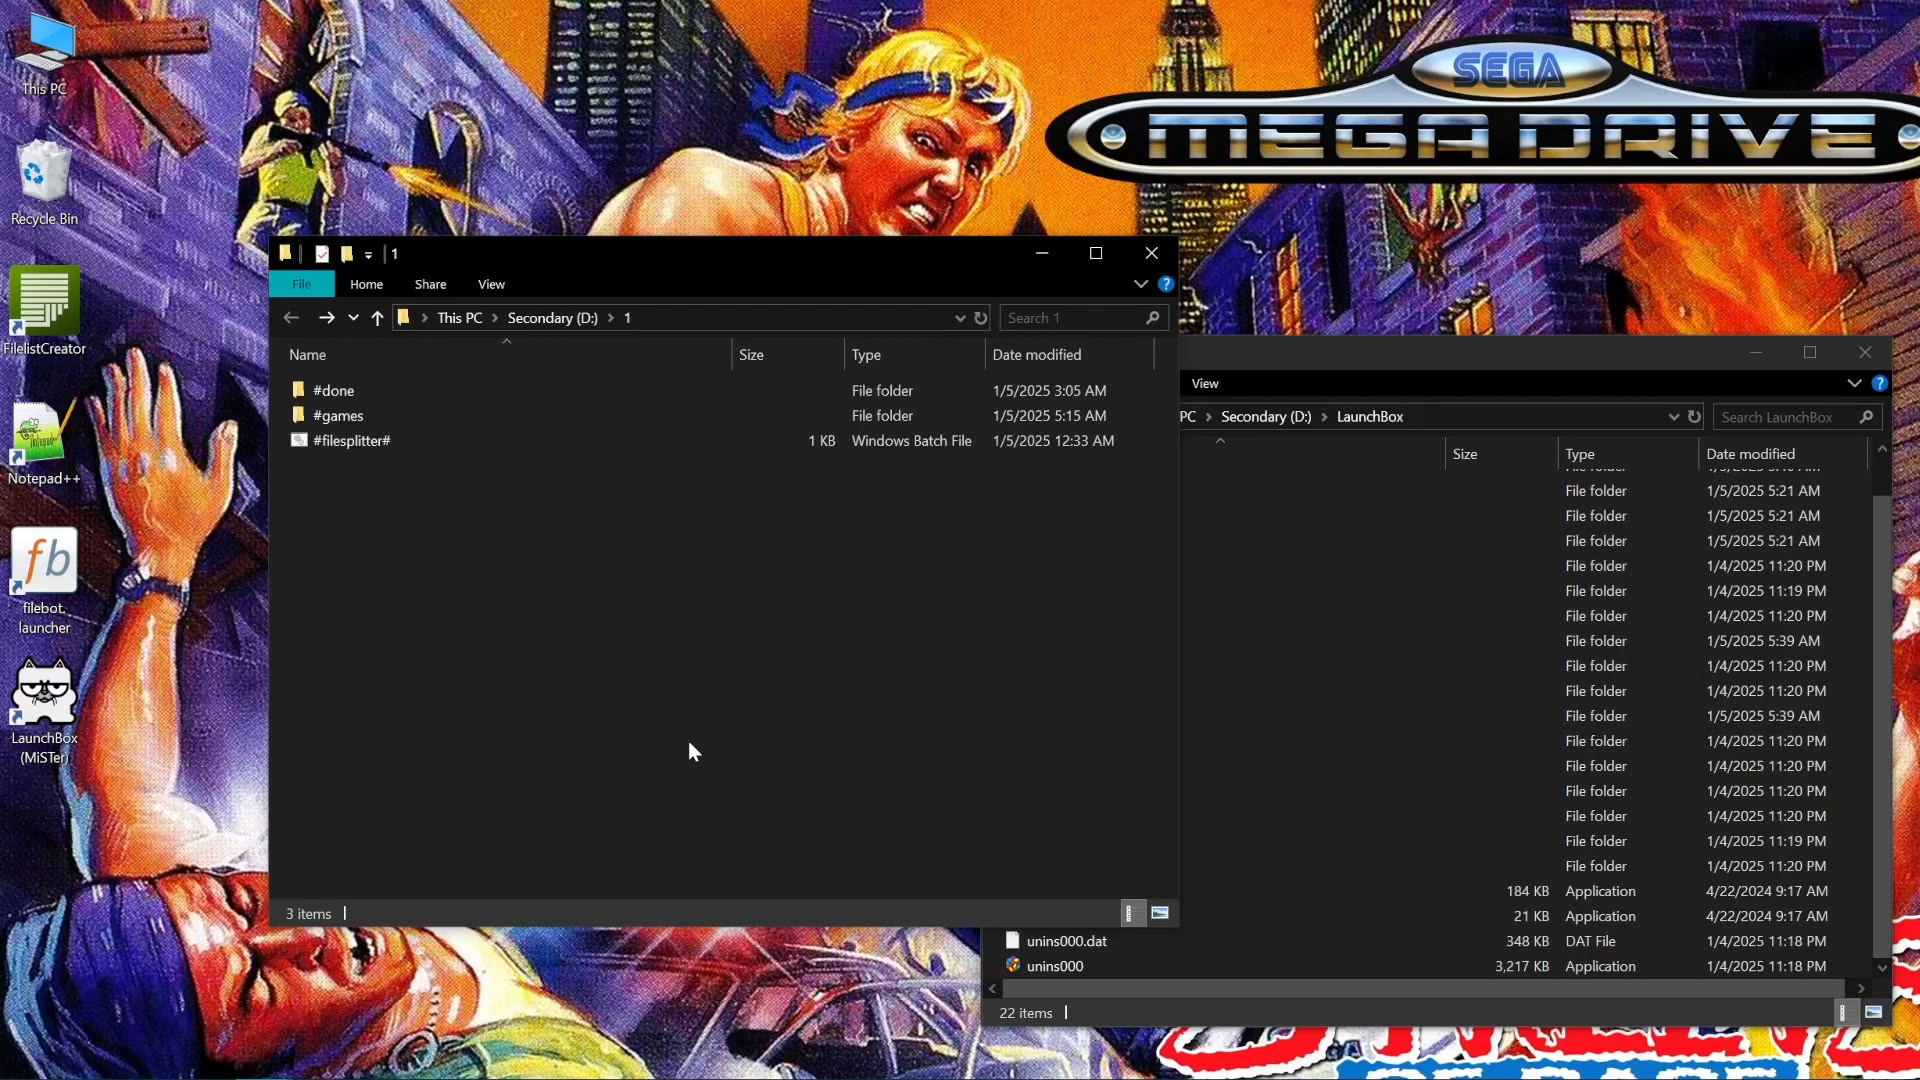 SEGA
MEGA DRIVE
This PC
Recycle Bin
FilelistCreator
Notepad++
fb
filebot.
launcher
LaunchBox
(MiSTer)
1
File Home Share View
This PC > Secondary (D:) > 1
Search 1
Name Size Type Date modified
#done File folder 1/5/2025 3:05 AM
#games File folder 1/5/2025 5:15 AM
#filesplitter# 1 KB Windows Batch File 1/5/2025 12:33 AM
3 items
View
PC > Secondary (D:) > LaunchBox
Search LaunchBox
Size Type Date modified
File folder 1/5/2025 5:21 AM
File folder 1/5/2025 5:21 AM
File folder 1/5/2025 5:21 AM
File folder 1/4/2025 11:20 PM
File folder 1/4/2025 11:19 PM
File folder 1/4/2025 11:20 PM
File folder 1/5/2025 5:39 AM
File folder 1/4/2025 11:20 PM
File folder 1/4/2025 11:20 PM
File folder 1/5/2025 5:39 AM
File folder 1/4/2025 11:20 PM
File folder 1/4/2025 11:20 PM
File folder 1/4/2025 11:20 PM
File folder 1/4/2025 11:20 PM
File folder 1/4/2025 11:19 PM
File folder 1/4/2025 11:20 PM
184 KB Application 4/22/2024 9:17 AM
21 KB Application 4/22/2024 9:17 AM
unins000.dat 348 KB DAT File 1/4/2025 11:18 PM
unins000 3,217 KB Application 1/4/2025 11:18 PM
22 items